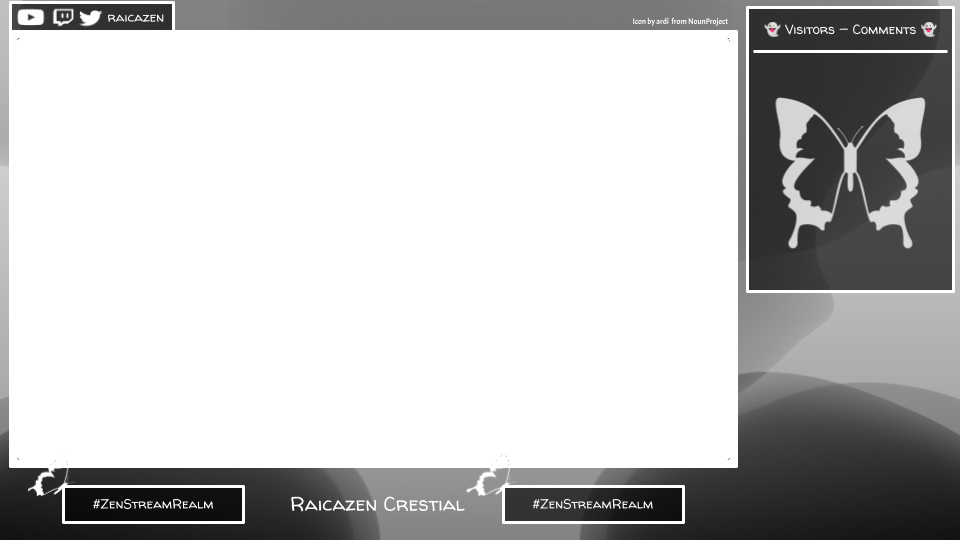 RAICAZEN
Icon by ardi from NounProject
👻 Visitors — Comments 👻
#ZenStreamRealm
Raicazen Crestial
#ZenStreamRealm